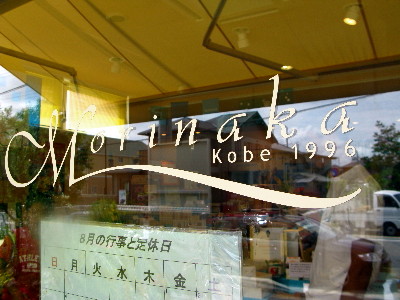 Morinaka
Kobe 1996
8月の行事と定休日
日 月 火 水 木 金